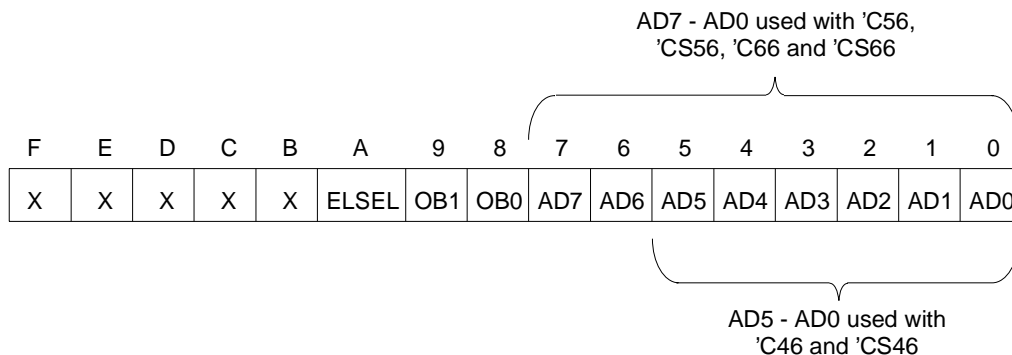 AD7 - AD0 used with 'C56,
'CS56, 'C66 and 'CS66
F E D C B A 9 8 7 6 5 4 3 2 1 0
X X X X X ELSEL OB1 OB0 AD7 AD6 AD5 AD4 AD3 AD2 AD1 AD0
AD5 - AD0 used with
'C46 and 'CS46